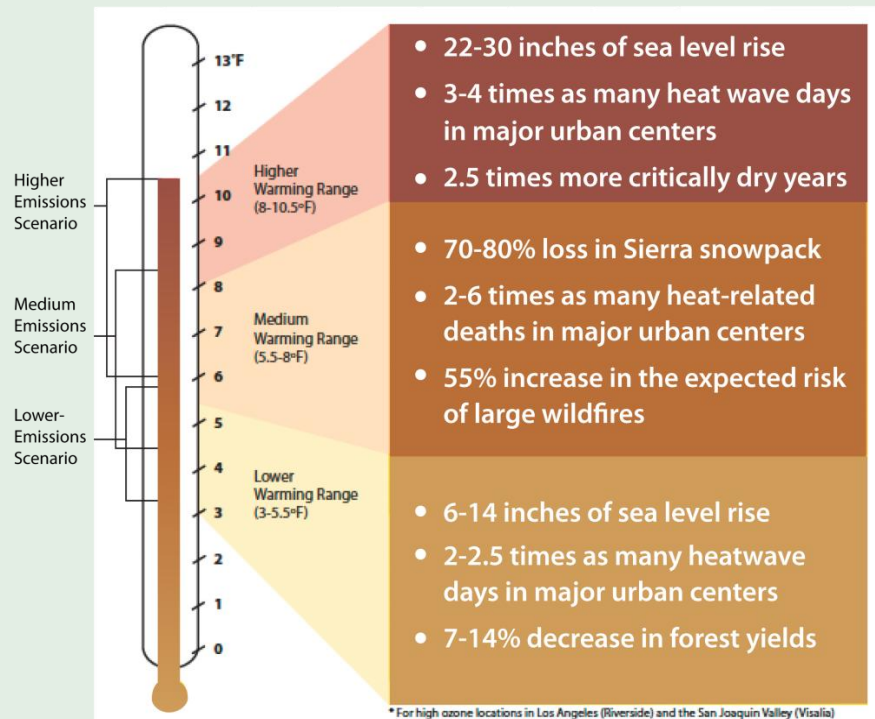 13°F
12
11
10
9
8
7
6
5
4
3
2
1
0
Higher
Emissions
Scenario
Medium
Emissions
Scenario
Lower-
Emissions
Scenario
Higher
Warming Range
(8-10.5ºF)
Medium
Warming Range
(5.5-8ºF)
Lower
Warming Range
(3-5.5ºF)
• 22-30 inches of sea level rise
• 3-4 times as many heat wave days
in major urban centers
• 2.5 times more critically dry years
• 70-80% loss in Sierra snowpack
• 2-6 times as many heat-related
deaths in major urban centers
• 55% increase in the expected risk
of large wildfires
• 6-14 inches of sea level rise
• 2-2.5 times as many heatwave
days in major urban centers
• 7-14% decrease in forest yields
* For high ozone locations in Los Angeles (Riverside) and the San Joaquin Valley (Visalia)